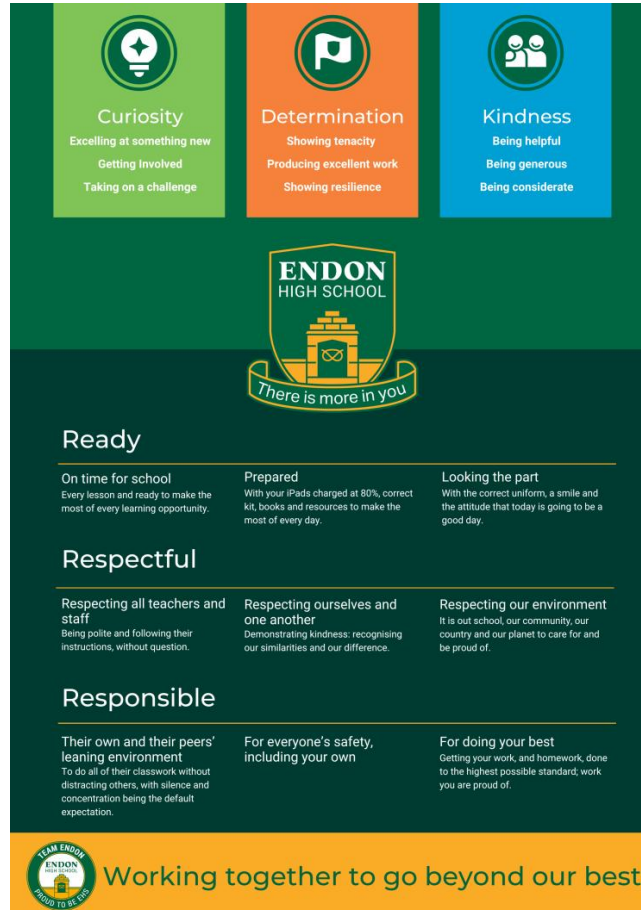 Curiosity
Excelling at something new
Getting Involved
Taking on a challenge
Determination
Showing tenacity
Producing excellent work
Showing resilience
Kindness
Being helpful
Being generous
Being considerate
ENDON
HIGH SCHOOL
There is more in you
Ready
On time for school
Every lesson and ready to make the
most of every learning opportunity.
Prepared
With your iPads charged at 80%, correct
kit, books and resources to make the
most of every day.
Looking the part
With the correct uniform, a smile and
the attitude that today is going to be a
good day.
Respectful
Respecting all teachers and
staff
Being polite and following their
instructions, without question.
Respecting ourselves and
one another
Demonstrating kindness: recognising
our similarities and our difference.
Respecting our environment
It is out school, our community, our
country and our planet to care for and
be proud of.
Responsible
Their own and their peers'
leaning environment
To do all of their classwork without
distracting others, with silence and
concentration being the default
expectation.
For everyone's safety,
including your own
For doing your best
Getting your work, and homework, done
to the highest possible standard; work
you are proud of.
TEAM ENDON
ENDON
HIGH SCHOOL
PROUD TO BE EHS
Working together to go beyond our best